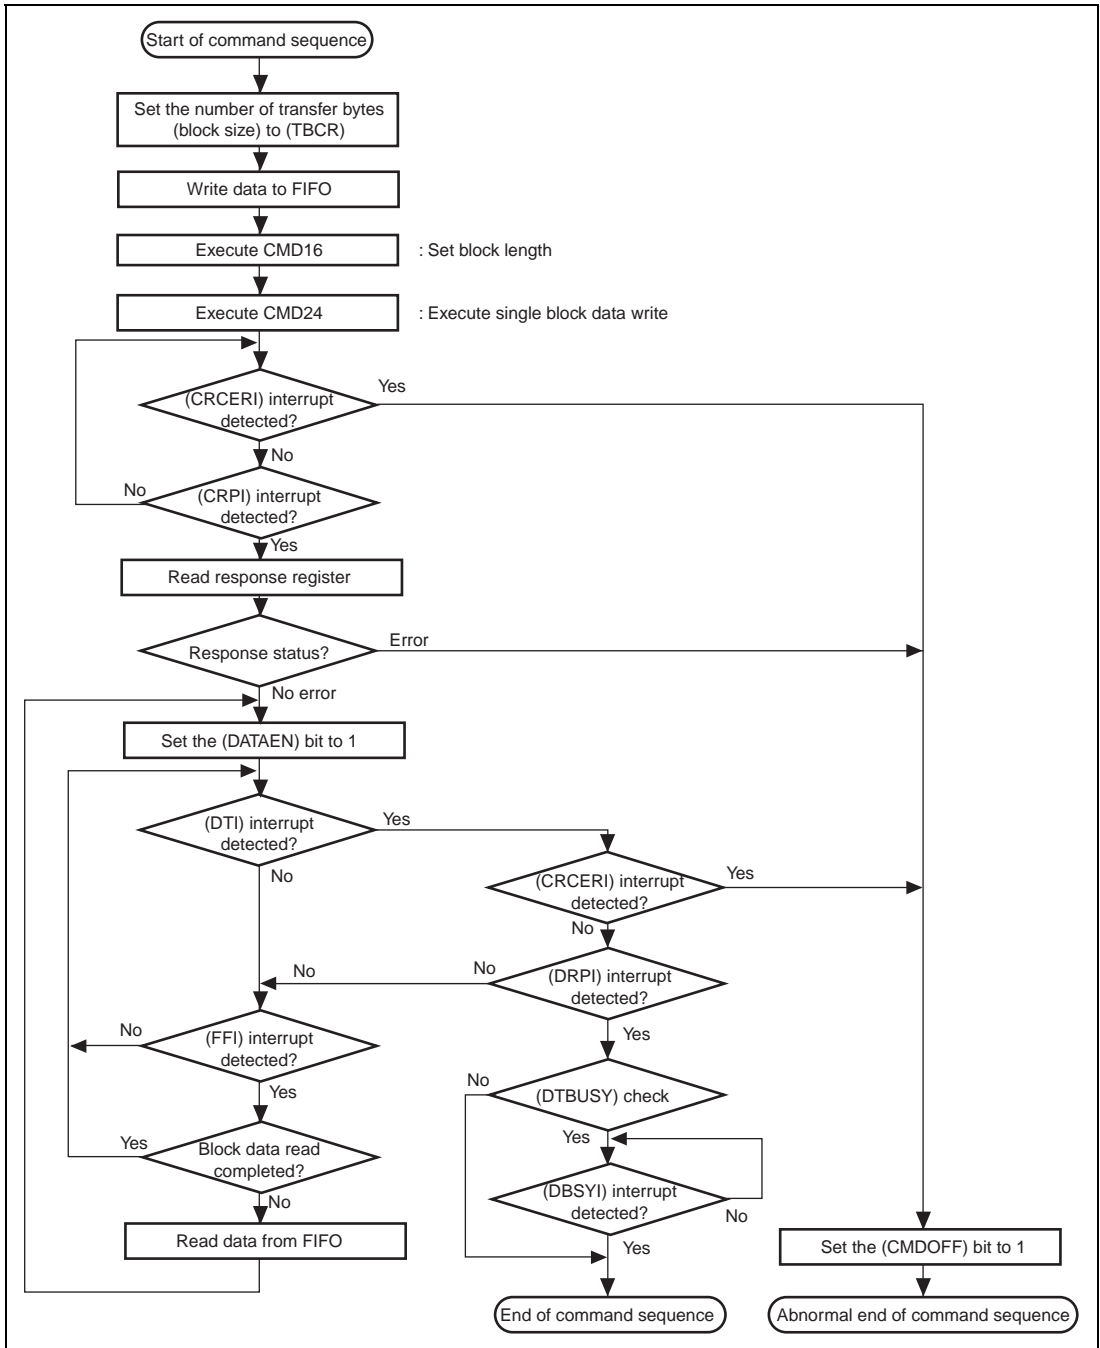 Start of command sequence
Set the number of transfer bytes
(block size) to (TBCR)
Write data to FIFO
Execute CMD16
: Set block length
Execute CMD24
: Execute single block data write
(CRCERI) interrupt
detected?
Yes
No
(CRPI) interrupt
detected?
No
Yes
Read response register
Response status?
Error
No error
Set the (DATAEN) bit to 1
(DTI) interrupt
detected?
Yes
No
(CRCERI) interrupt
detected?
Yes
No
(DRPI) interrupt
detected?
No
No
Yes
(FFI) interrupt
detected?
No
Yes
(DTBUSY) check
No
Yes
Block data read
completed?
Yes
No
(DBSYI) interrupt
detected?
No
Yes
Read data from FIFO
Set the (CMDOFF) bit to 1
End of command sequence
Abnormal end of command sequence